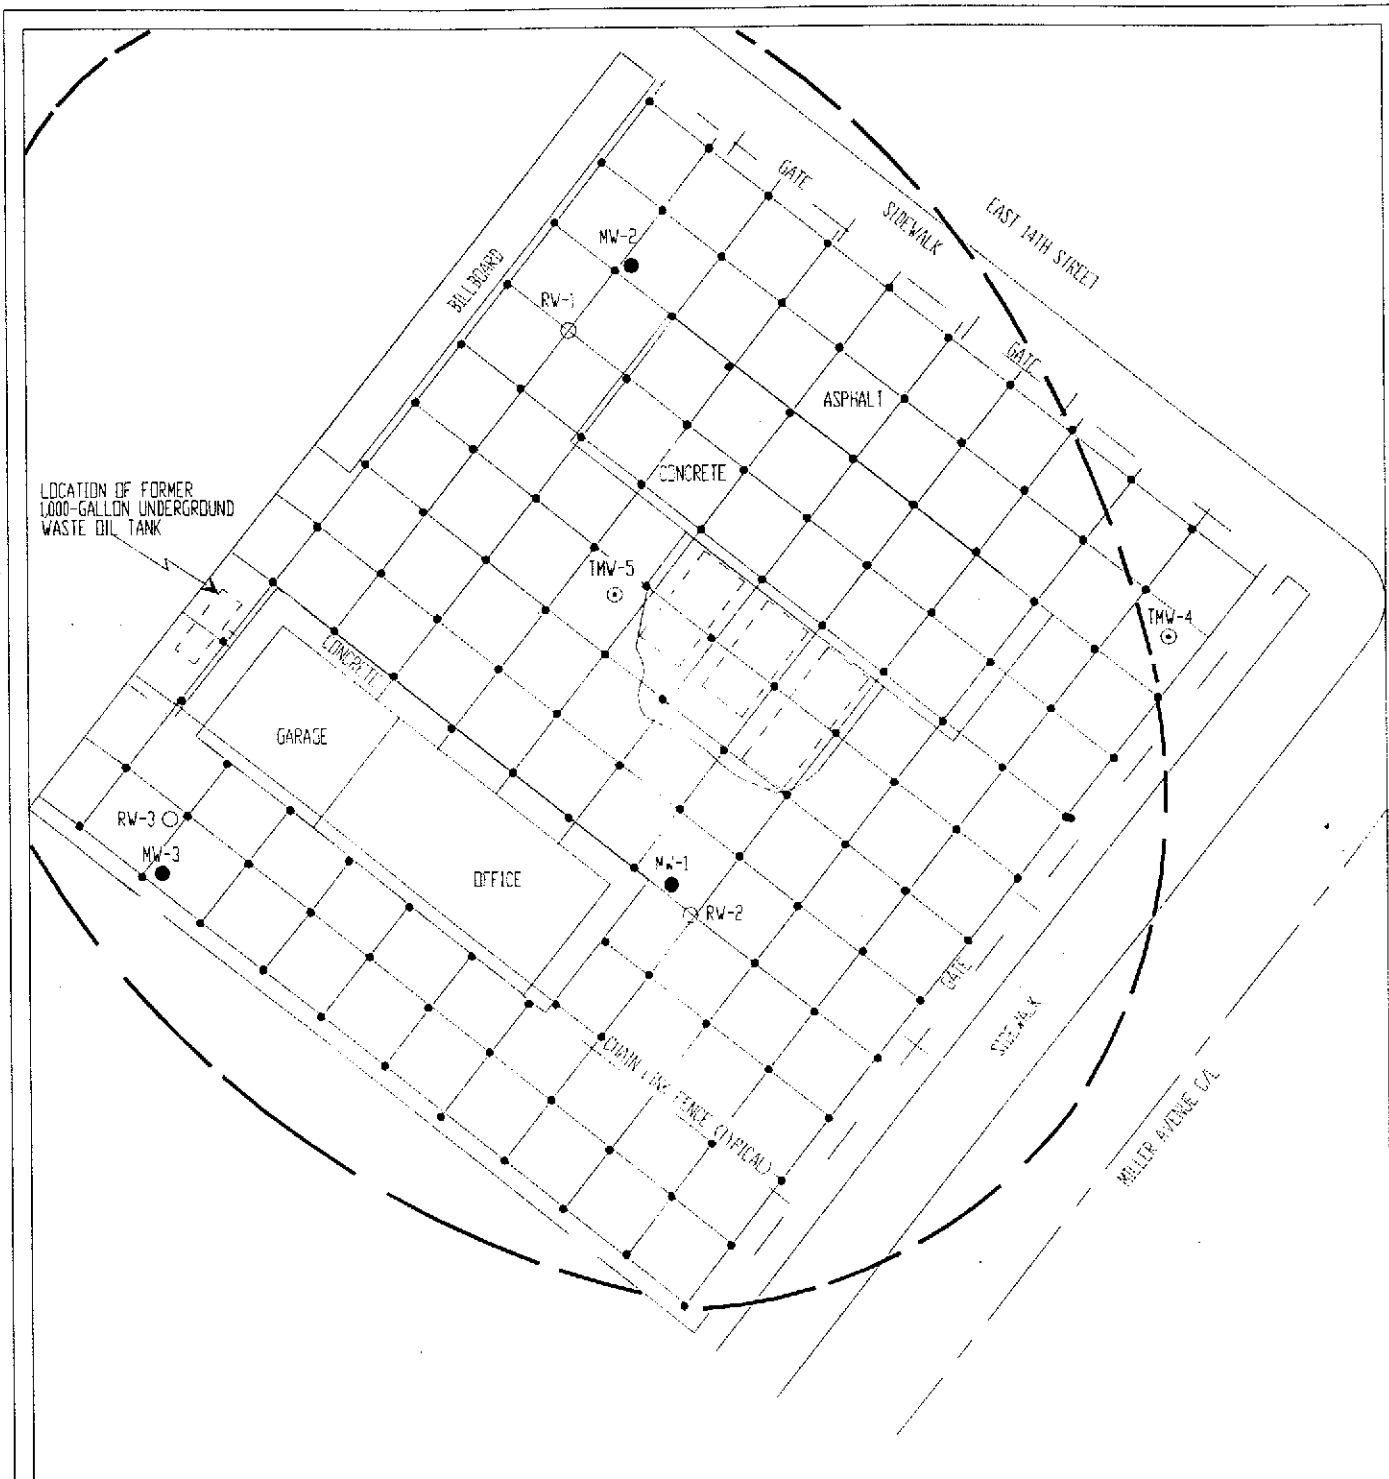 EAST 14TH STREET
GATE
SIDEWALK
MW-2
BILLBOARD
RW-1
GATE
ASPHALT
CONCRETE
LOCATION OF FORMER
1,000-GALLON UNDERGROUND
WASTE OIL TANK
TMW-5
TMW-4
CONCRETE
GARAGE
RW-3
MW-3
OFFICE
MW-1
RW-2
GATE
SIDEWALK
CHAIN LINK FENCE (TYPICAL)
MILLER AVENUE C/L